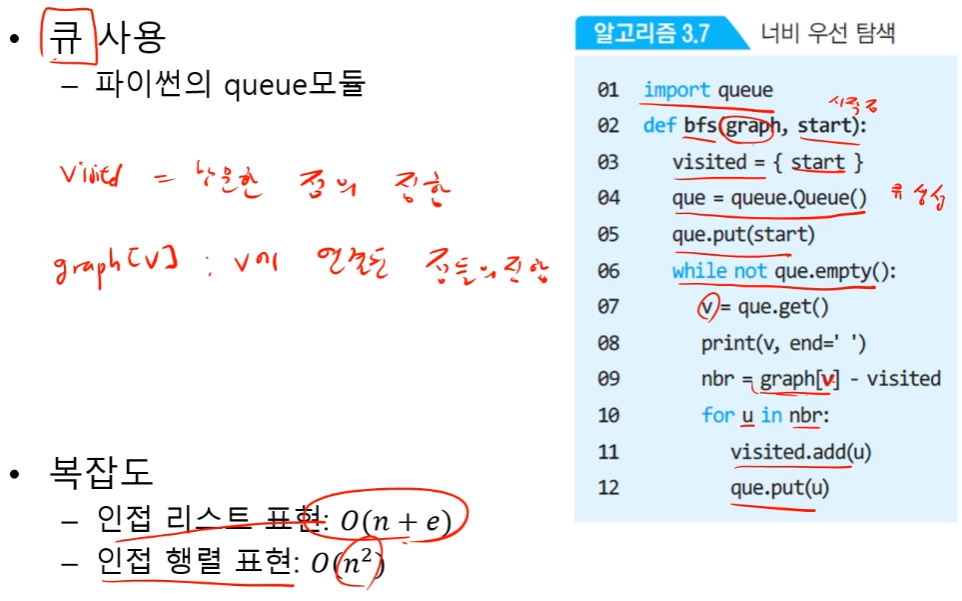 • 큐 사용
– 파이썬의 queue모듈
visitd = 방문한 점의 집합
graph[v] : v에 연결된 점들의 집합
• 복잡도
– 인접 리스트 표현: O(n + e)
– 인접 행렬 표현: O(n²)
알고리즘 3.7 너비 우선 탐색
01 import queue
시작점
02 def bfs(graph, start):
03 visited = { start }
04 que = queue.Queue() 큐 생성
05 que.put(start)
06 while not que.empty():
07 v = que.get()
08 print(v, end=' ')
09 nbr = graph[v] - visited
10 for u in nbr:
11 visited.add(u)
12 que.put(u)